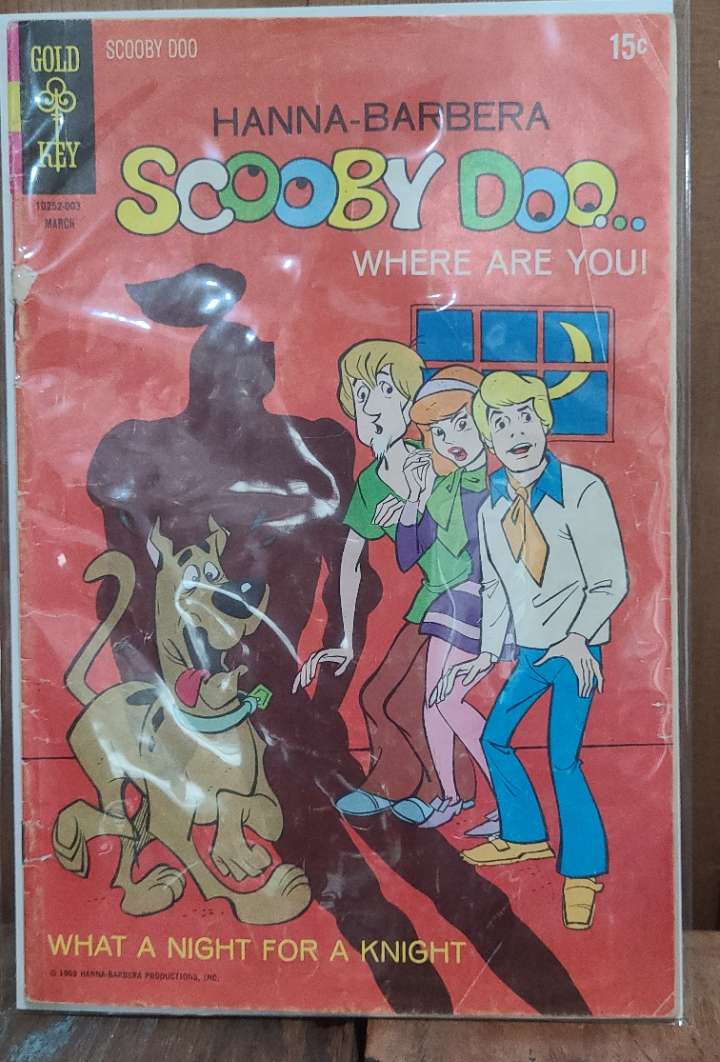 GOLD
KEY
SCOOBY DOO
15¢
10252-003
MARCH
HANNA-BARBERA
SCOOBY DOO...
WHERE ARE YOU!
WHAT A NIGHT FOR A KNIGHT
© 1969 HANNA-BARBERA PRODUCTIONS, INC.